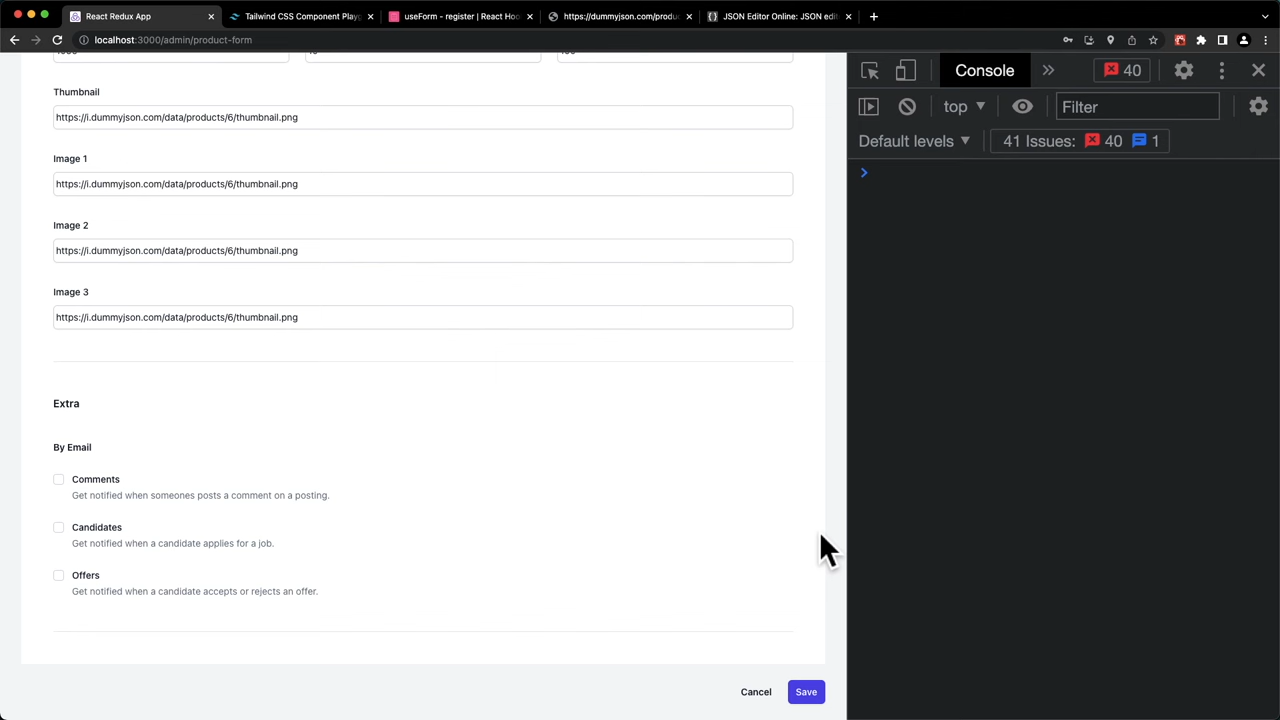 React Redux App
Tailwind CSS Component Playg
useForm - register | React Hoo
https://dummyjson.com/produc
JSON Editor Online: JSON edit
localhost:3000/admin/product-form
Thumbnail
https://i.dummyjson.com/data/products/6/thumbnail.png
Image 1
https://i.dummyjson.com/data/products/6/thumbnail.png
Image 2
https://i.dummyjson.com/data/products/6/thumbnail.png
Image 3
https://i.dummyjson.com/data/products/6/thumbnail.png
Extra
By Email
Comments
Get notified when someones posts a comment on a posting.
Candidates
Get notified when a candidate applies for a job.
Offers
Get notified when a candidate accepts or rejects an offer.
Cancel
Save
Console
40
top
Filter
Default levels
41 Issues: 40 1